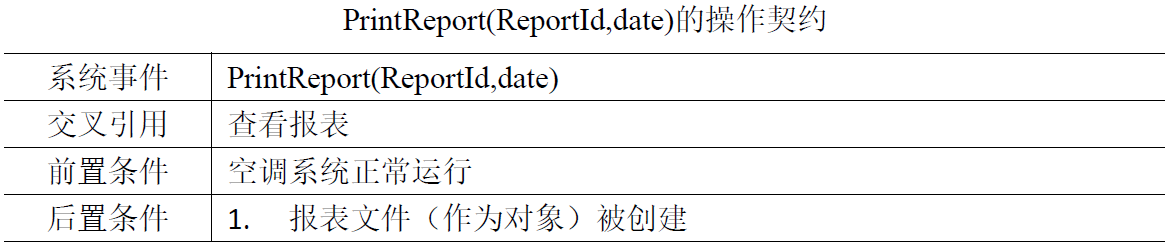 PrintReport(ReportId,date)的操作契约
系统事件 PrintReport(ReportId,date)
交叉引用 查看报表
前置条件 空调系统正常运行
后置条件 1. 报表文件（作为对象）被创建